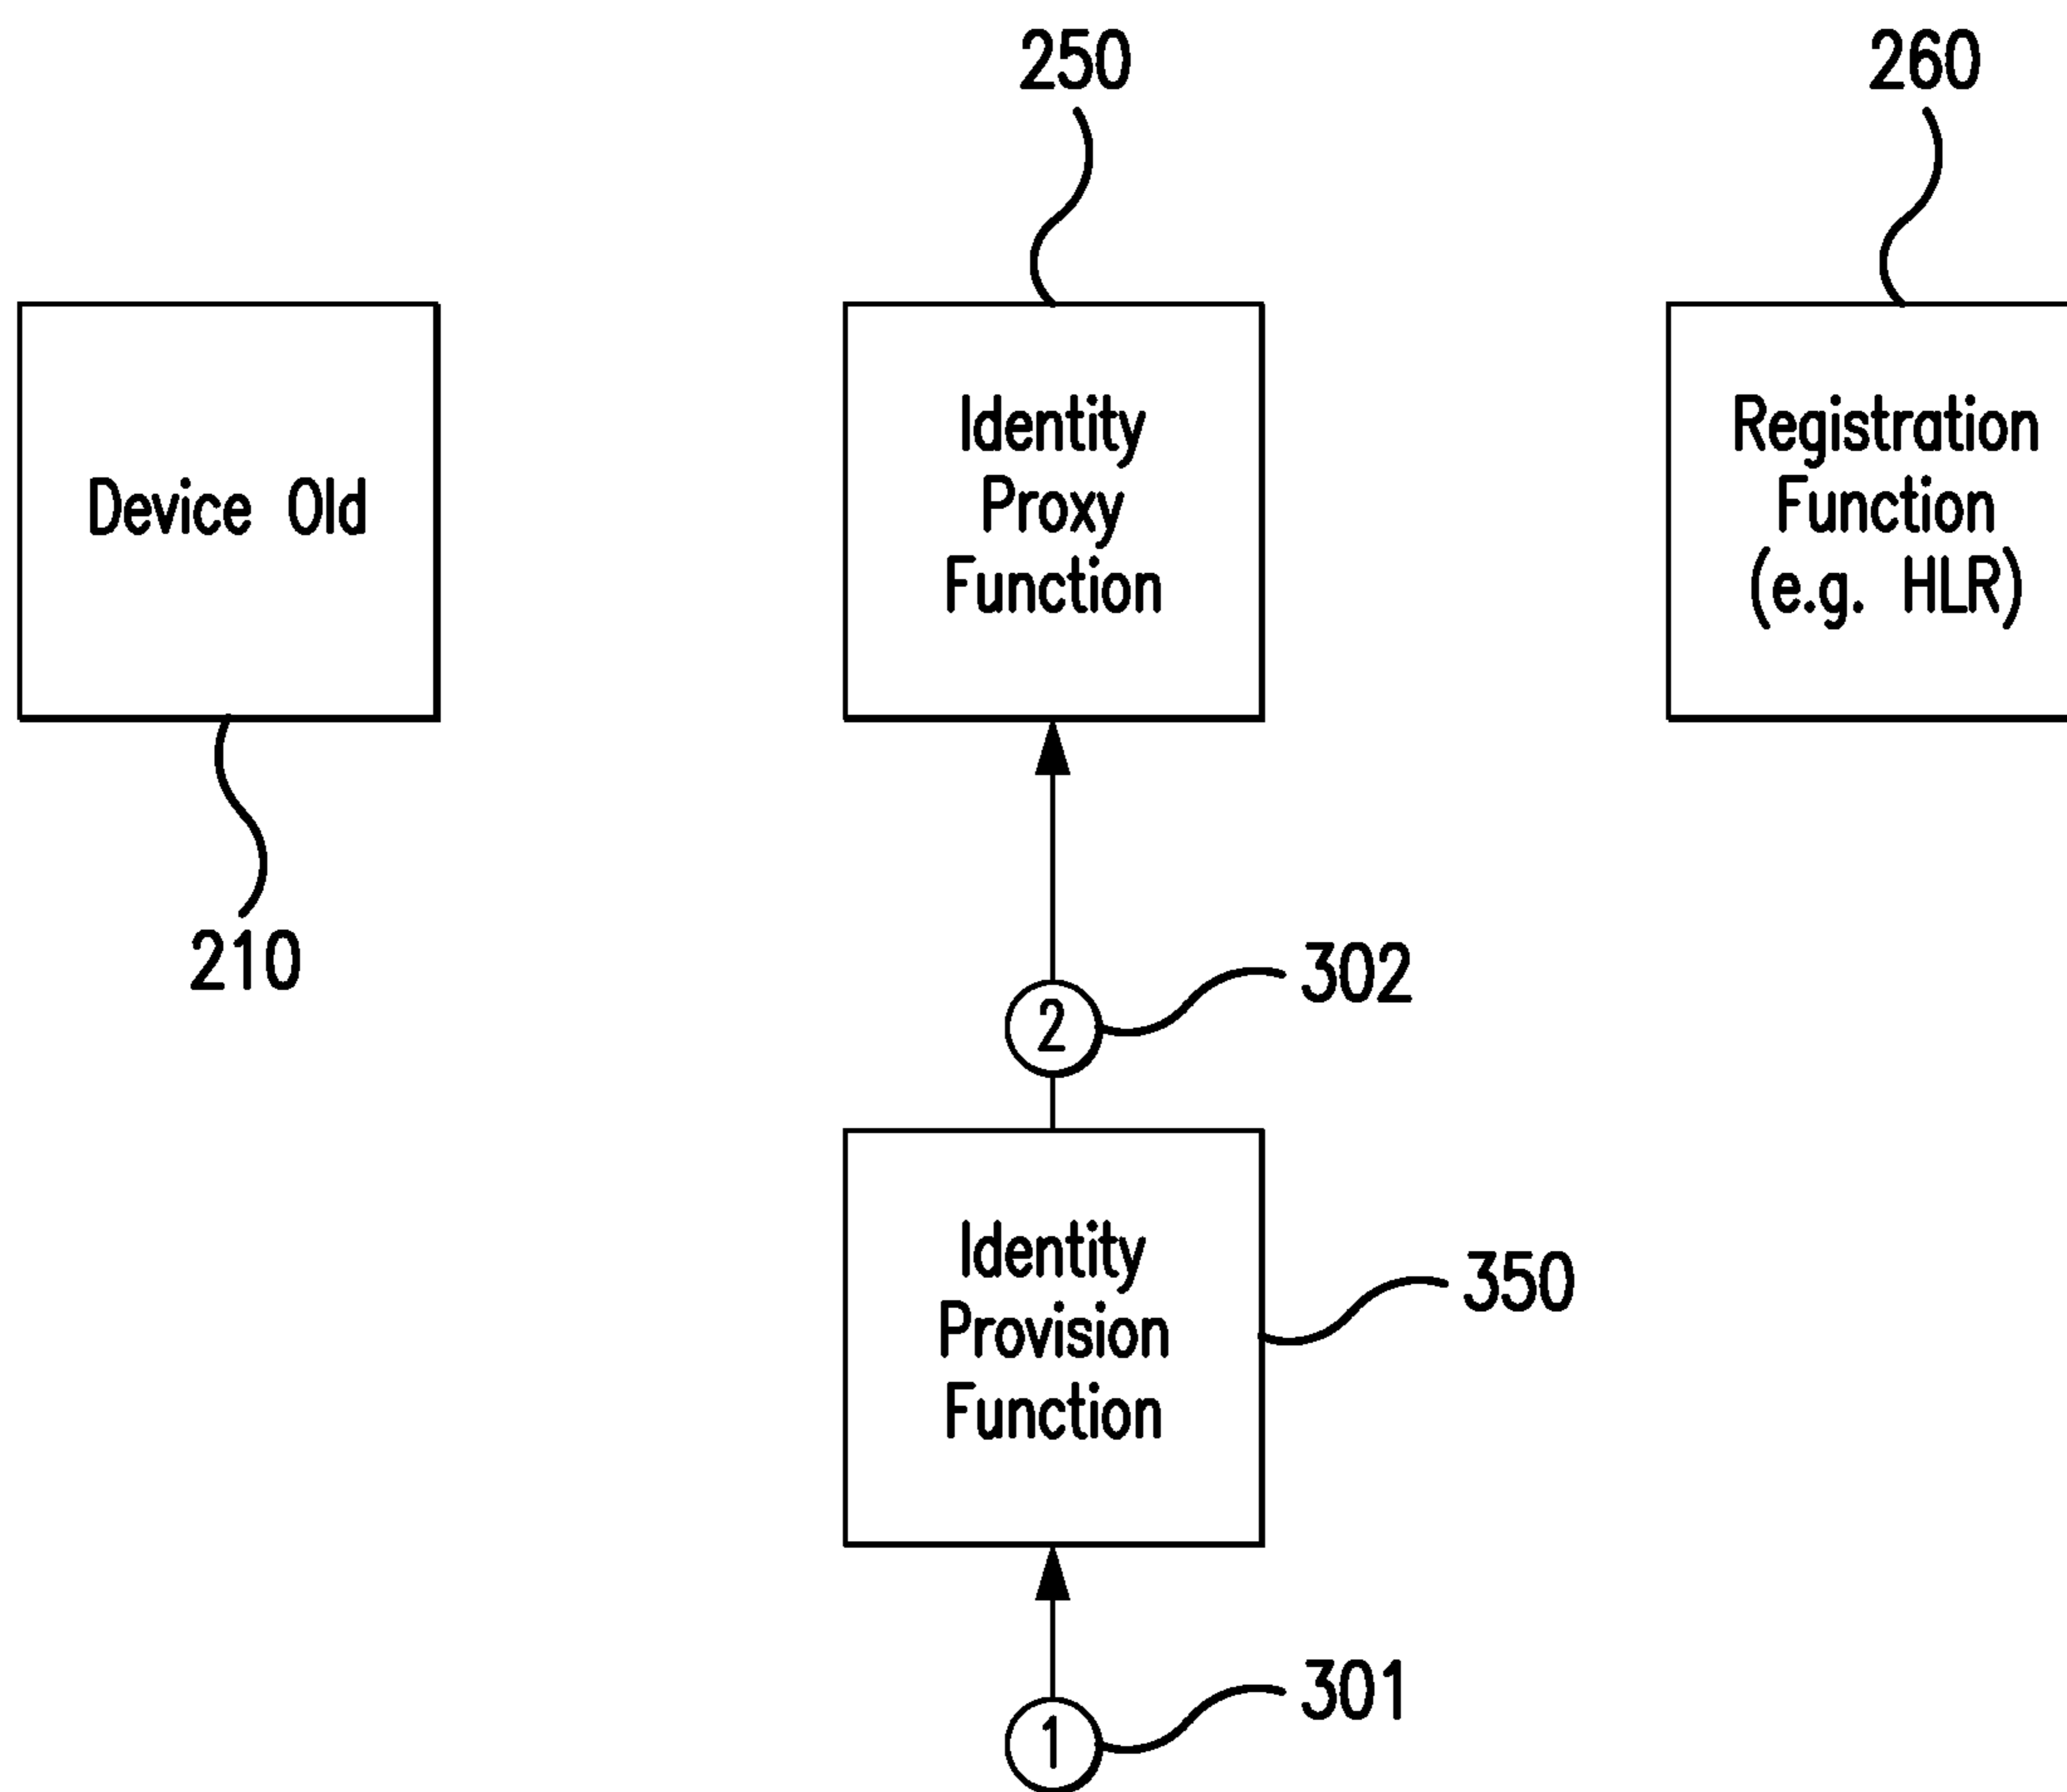 250
260
Device Old
Identity
Proxy
Function
Registration
Function
(e.g. HLR)
210
302
2
Identity
Provision
Function
350
301
1